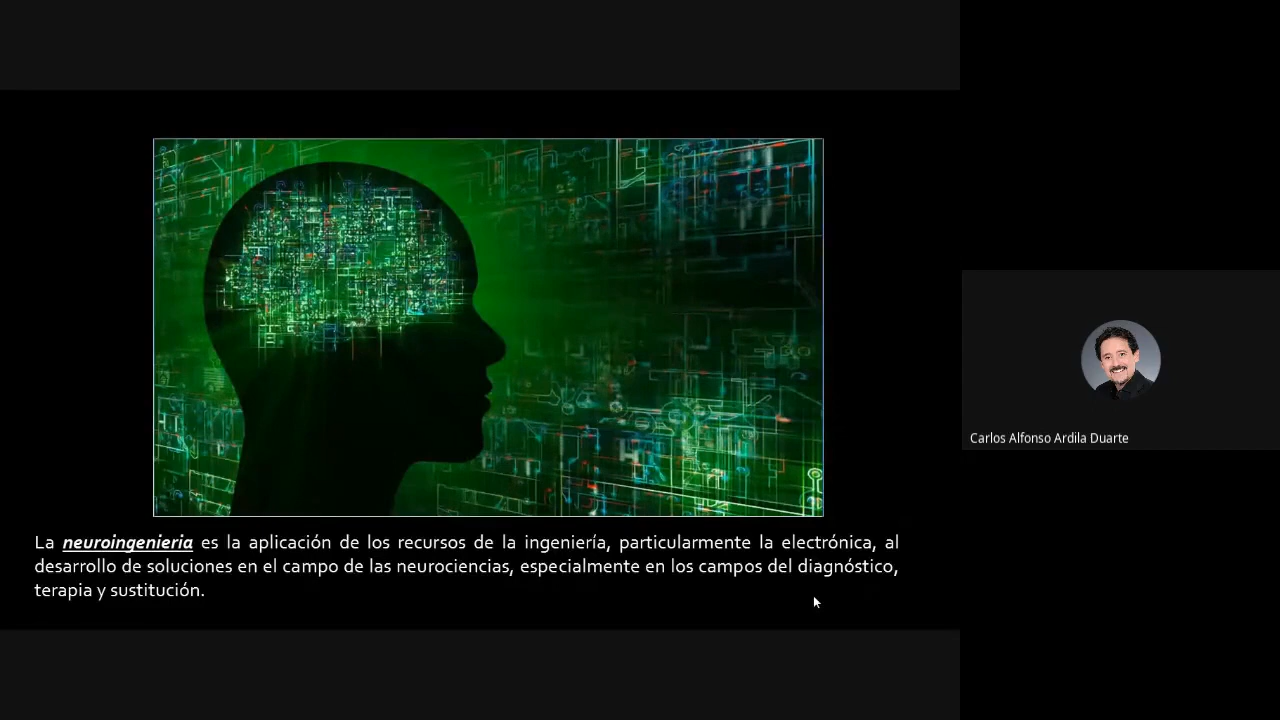 La neuroingenieria es la aplicación de los recursos de la ingeniería, particularmente la electrónica, al
desarrollo de soluciones en el campo de las neurociencias, especialmente en los campos del diagnóstico,
terapia y sustitución.
Carlos Alfonso Ardila Duarte